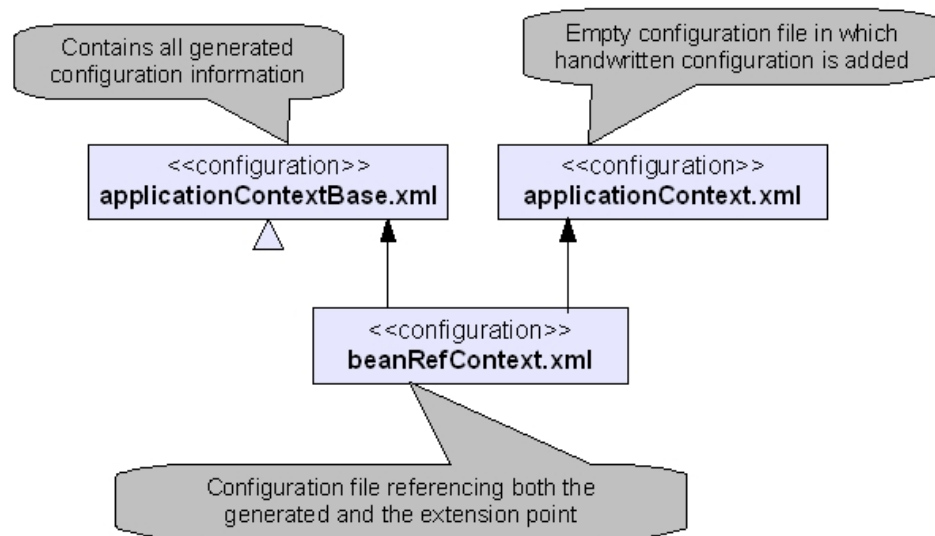 Contains all generated
configuration information
Empty configuration file in which
handwritten configuration is added
<<configuration>>
applicationContextBase.xml
<<configuration>>
applicationContext.xml
<<configuration>>
beanRefContext.xml
Configuration file referencing both the
generated and the extension point